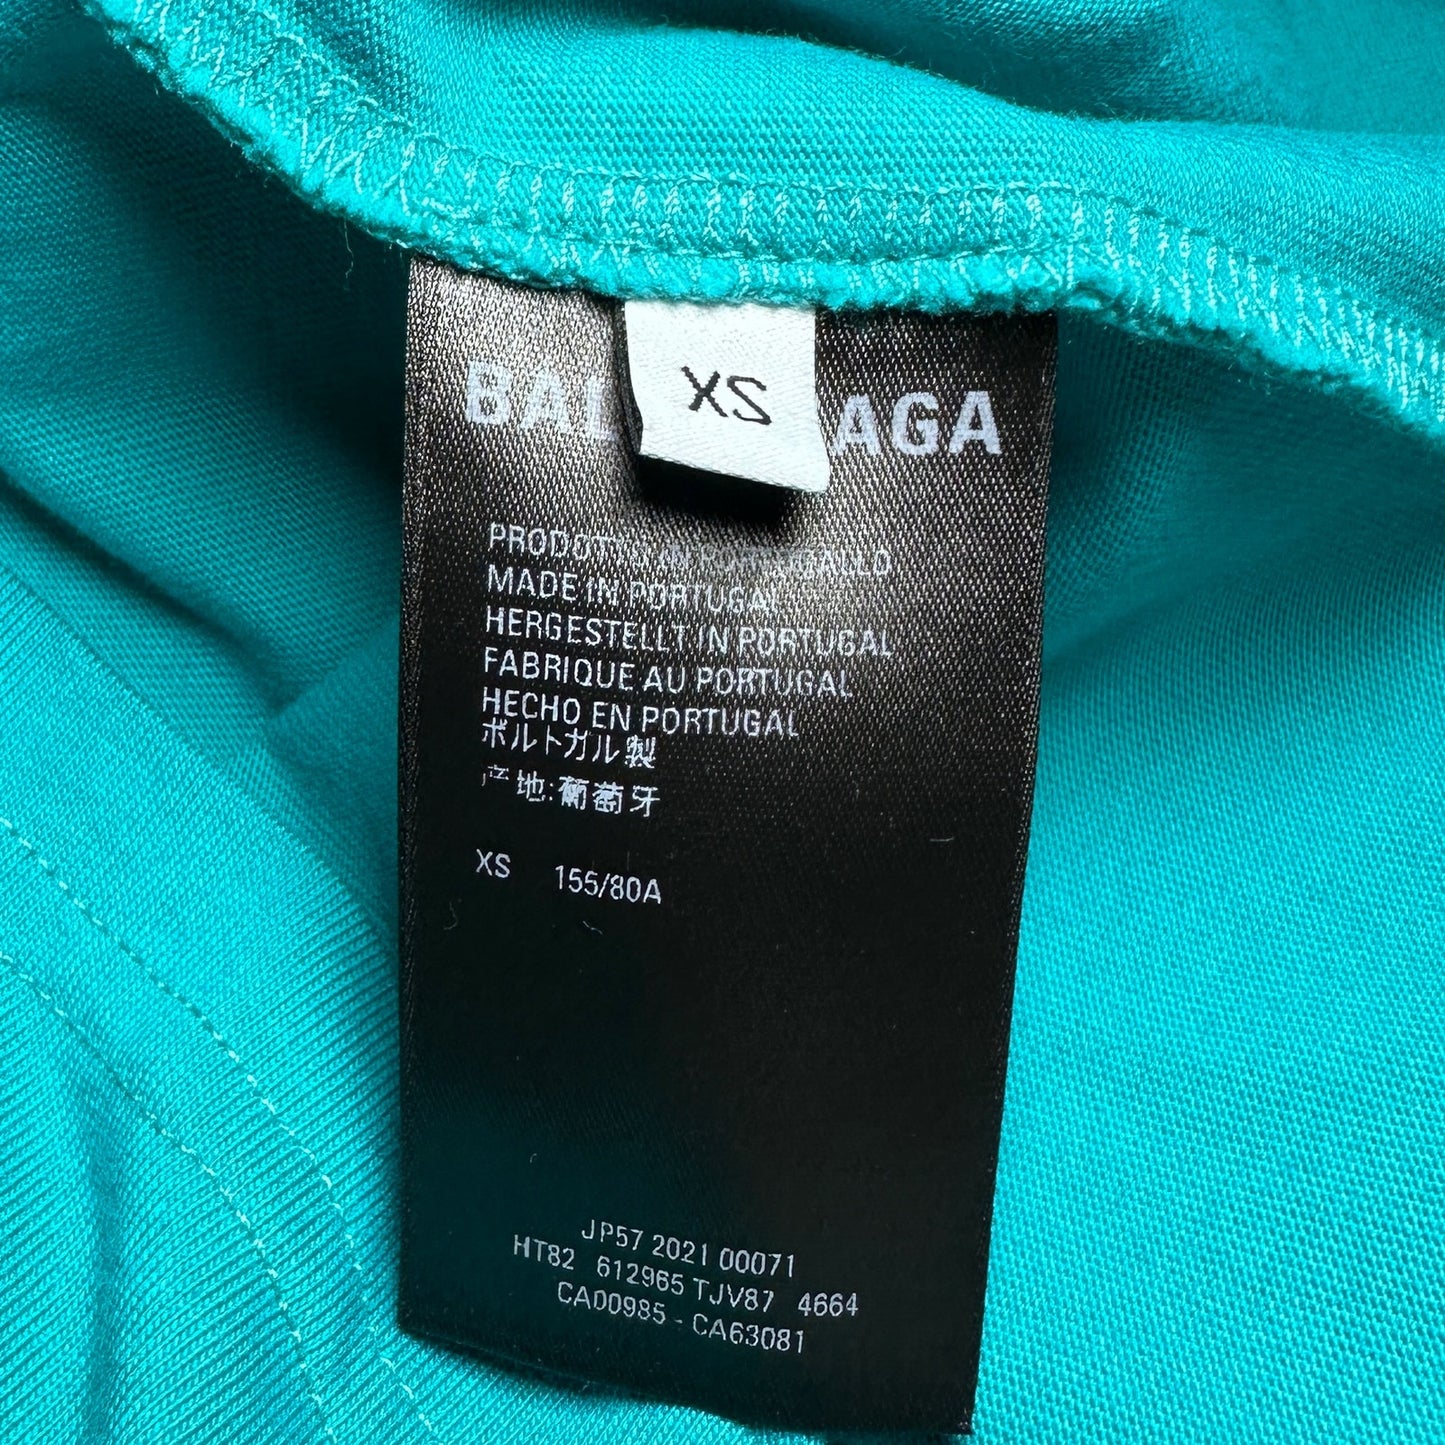 XS
BAL AGA
PRODOTTO IN PORTOGALLO
MADE IN PORTUGAL
HERGESTELLT IN PORTUGAL
FABRIQUE AU PORTUGAL
HECHO EN PORTUGAL
ポルトガル製
产地:葡萄牙
XS 155/80A
JP57 2021 00071
HT82 612965 TJV87 4664
CA00985 - CA63081